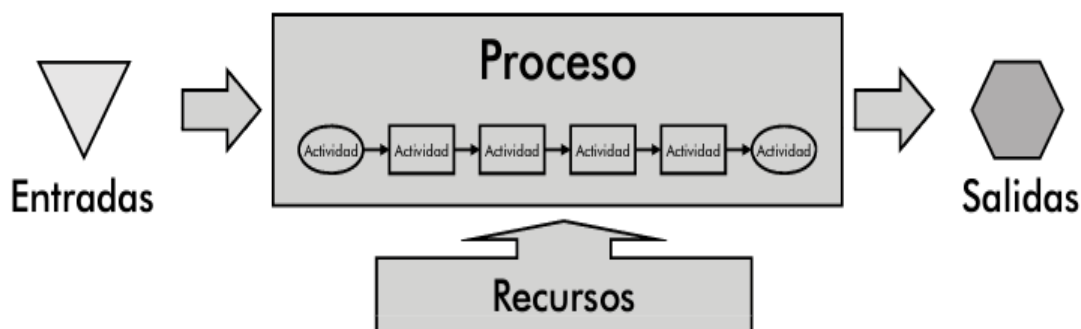 Proceso
Actividad Actividad Actividad Actividad Actividad Actividad
Entradas
Salidas
Recursos